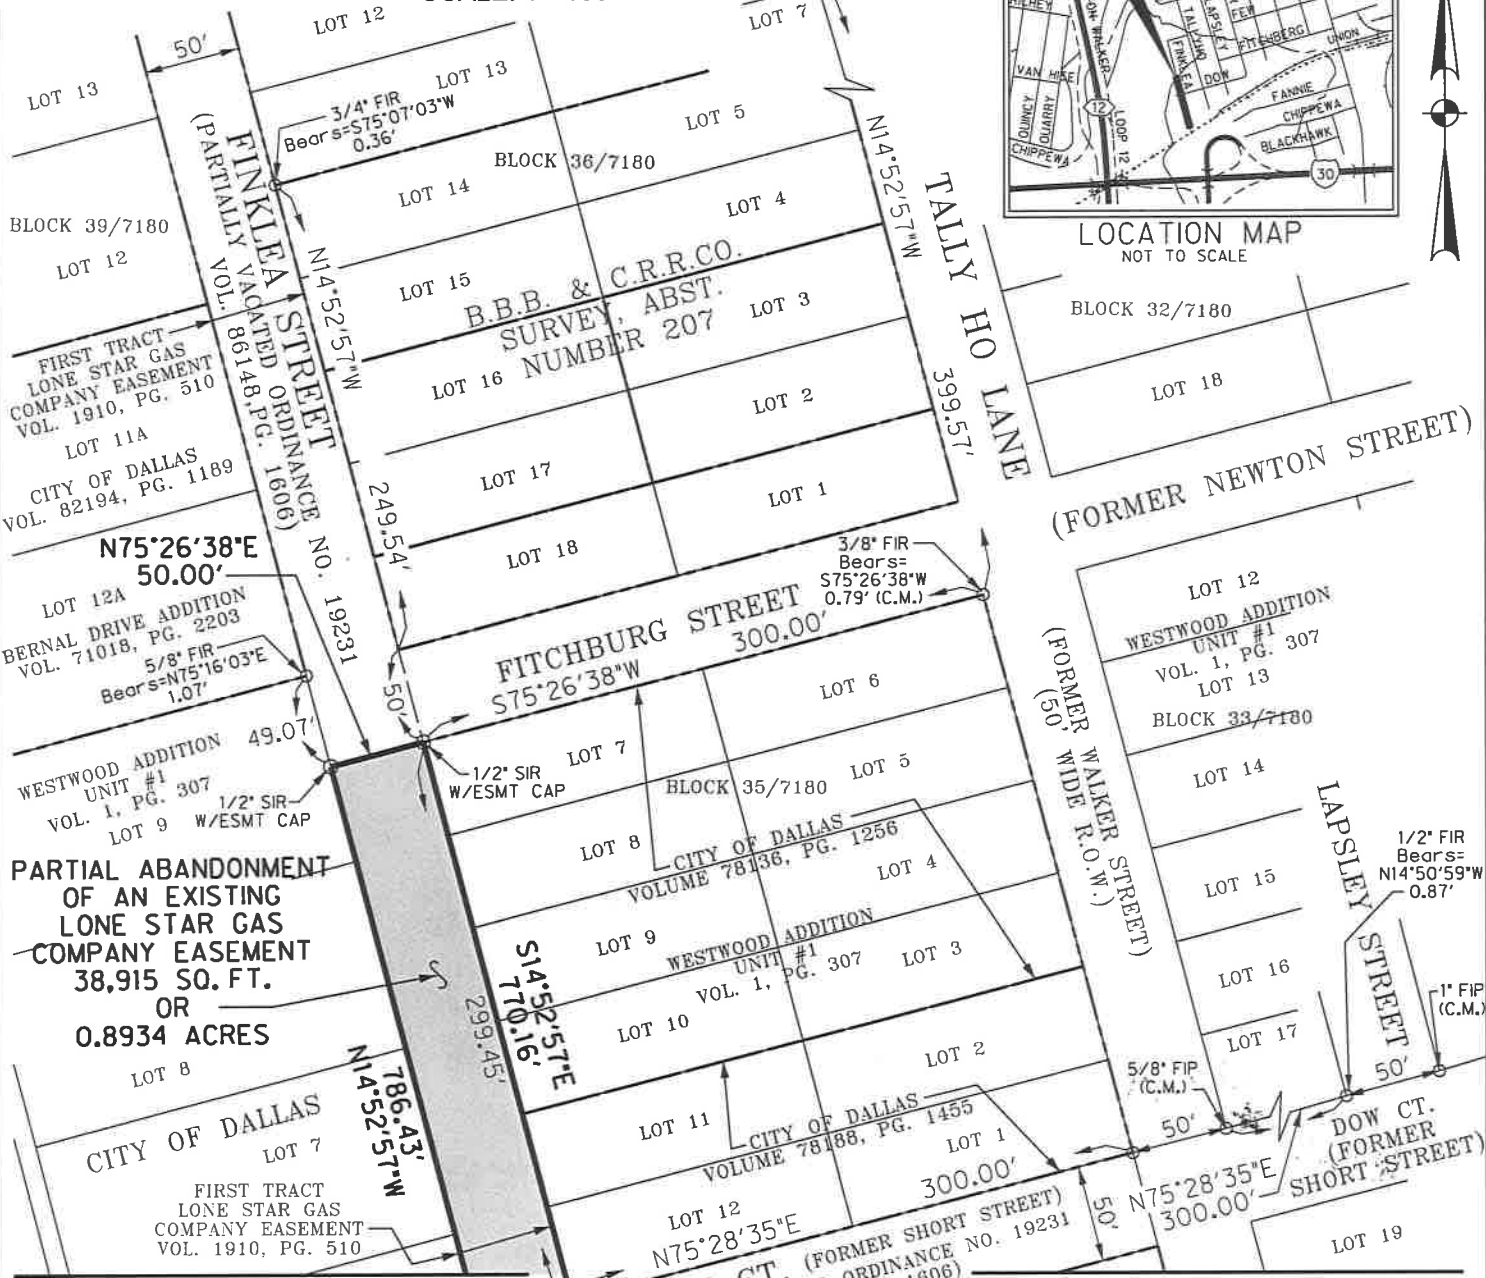 LOT 12
LOT 7
50'
LOT 13
LOT 13
3/4" FIR
Bears=S75°07'03"W
0.36'
LOT 5
BLOCK 36/7180
LOT 14
LOT 4
BLOCK 39/7180
LOT 12
FINKLEA STREET
(PARTIALLY VACATED ORDINANCE NO. 19231
VOL. 86148, PG. 1606)
N14°52'57"W
N14°52'57"W
TALLY HO LANE
399.57'
VAN HISE
QUINCY
QUARRY
CHIPPEWA
WALKER
12
LOOP 12
TALLYHO
LAPSLEY
FEW
FITCHBERG
UNION
FINKLEA
DOW
FANNIE
CHIPPEWA
BLACKHAWK
30
LOCATION MAP
NOT TO SCALE
LOT 15
B.B.B. & C.R.R.CO.
SURVEY, ABST.
NUMBER 207
LOT 3
BLOCK 32/7180
FIRST TRACT
LONE STAR GAS
COMPANY EASEMENT
VOL. 1910, PG. 510
LOT 11A
CITY OF DALLAS
VOL. 82194, PG. 1189
LOT 16
LOT 2
LOT 18
LOT 17
LOT 1
(FORMER NEWTON STREET)
249.54'
LOT 18
N75°26'38"E
50.00'
LOT 12A
BERNAL DRIVE ADDITION
VOL. 71018, PG. 2203
5/8" FIR
Bears=N75°16'03"E
1.07'
3/8" FIR
Bears=
S75°26'38"W
0.79' (C.M.)
FITCHBURG STREET
S75°26'38"W
300.00'
50'
LOT 12
WESTWOOD ADDITION
UNIT #1
VOL. 1, PG. 307
LOT 13
BLOCK 33/7180
(FORMER WALKER STREET)
(50' WIDE R.O.W.)
LOT 6
LOT 7
LOT 5
BLOCK 35/7180
LOT 14
49.07'
WESTWOOD ADDITION
UNIT #1
VOL. 1, PG. 307
LOT 9
1/2" SIR
W/ESMT CAP
1/2" SIR
W/ESMT CAP
LOT 8
CITY OF DALLAS
VOLUME 78136, PG. 1256
LOT 4
LAPSLEY STREET
1/2" FIR
Bears=
N14°50'59"W
0.87'
LOT 15
PARTIAL ABANDONMENT
OF AN EXISTING
LONE STAR GAS
COMPANY EASEMENT
38,915 SQ. FT.
OR
0.8934 ACRES
LOT 9
WESTWOOD ADDITION
UNIT #1
VOL. 1, PG. 307
LOT 3
LOT 16
1" FIP
(C.M.)
S14°52'57"E
770.16'
299.45'
LOT 10
LOT 2
LOT 17
LOT 8
786.43'
N14°52'57"W
5/8" FIP
(C.M.)
50'
50'
DOW CT.
(FORMER
SHORT STREET)
CITY OF DALLAS
LOT 7
LOT 11
CITY OF DALLAS
VOLUME 78188, PG. 1455
LOT 1
300.00'
N75°28'35"E
300.00'
50'
FIRST TRACT
LONE STAR GAS
COMPANY EASEMENT
VOL. 1910, PG. 510
LOT 12
N75°28'35"E
CT. (FORMER SHORT STREET)
ORDINANCE NO. 19231
1606)
LOT 19